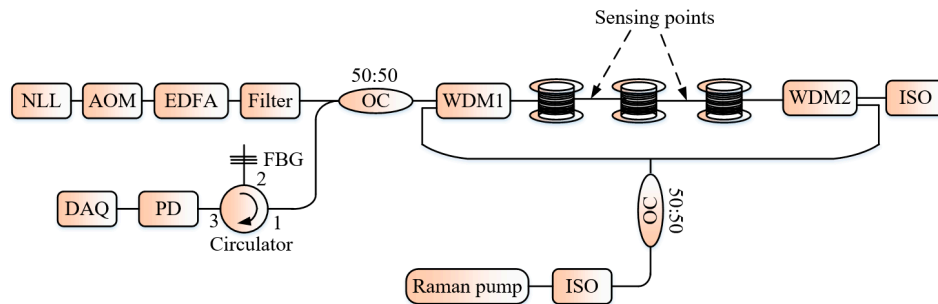 Sensing points
50:50
NLL AOM EDFA Filter OC WDM1 WDM2 ISO
FBG
2
DAQ PD 3 1
Circulator
OC 50:50
Raman pump ISO